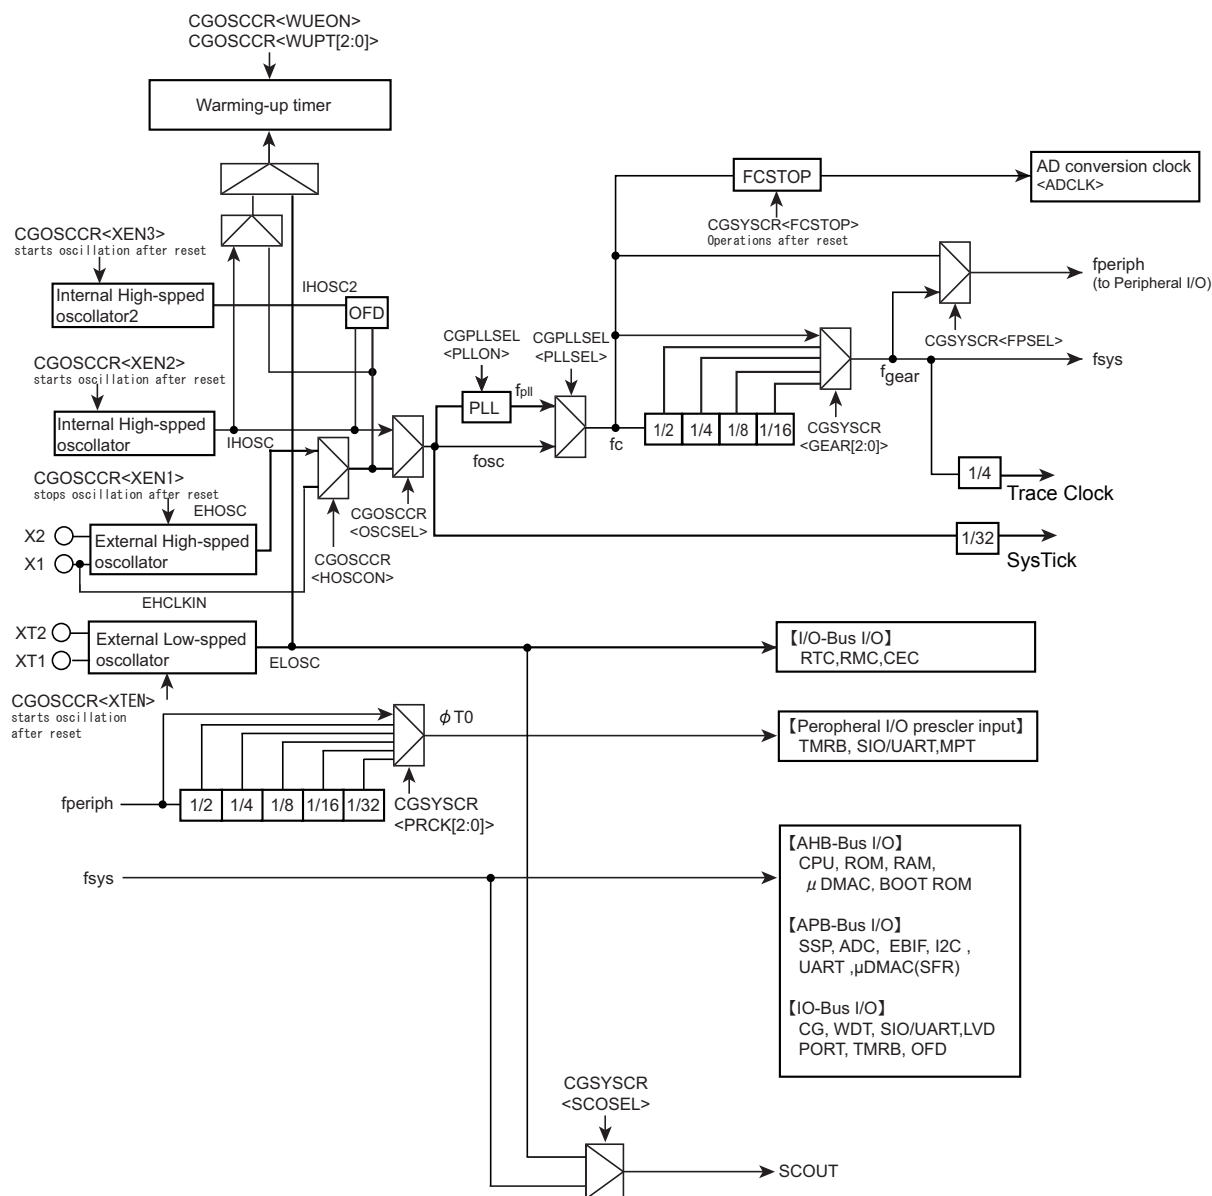 CGOSCCR<WUEON>
CGOSCCR<WUPT[2:0]>
Warming-up timer
FCSTOP
AD conversion clock
<ADCLK>
CGSYSCR<FCSTOP>
Operations after reset
CGOSCCR<XEN3>
starts oscillation after reset
Internal High-spped
oscollator2
IHOSC2
OFD
fperiph
(to Peripheral I/O)
CGSYSCR<FPSEL>
CGPLLSEL
<PLLON>
CGPLLSEL
<PLLSEL>
CGOSCCR<XEN2>
starts oscillation after reset
fsys
fgear
fpll
PLL
Internal High-spped
oscollator
IHOSC
fosc
fc
1/2
1/4
1/8
1/16
CGSYSCR
<GEAR[2:0]>
CGOSCCR<XEN1>
stops oscillation after reset
EHOSC
1/4
Trace Clock
CGOSCCR
<OSCSEL>
X2
X1
External High-spped
oscollator
CGOSCCR
<HOSCON>
1/32
SysTick
EHCLKIN
XT2
XT1
External Low-spped
oscollator
ELOSC
【I/O-Bus I/O】
RTC,RMC,CEC
CGOSCCR<XTEN>
starts oscillation
after reset
ϕT0
【Peropheral I/O prescler input】
TMRB, SIO/UART,MPT
fperiph
1/2
1/4
1/8
1/16
1/32
CGSYSCR
<PRCK[2:0]>
fsys
【AHB-Bus I/O】
CPU, ROM, RAM,
μ DMAC, BOOT ROM
【APB-Bus I/O】
SSP, ADC, EBIF, I2C ,
UART ,µDMAC(SFR)
【IO-Bus I/O】
CG, WDT, SIO/UART,LVD
PORT, TMRB, OFD
CGSYSCR
<SCOSEL>
SCOUT